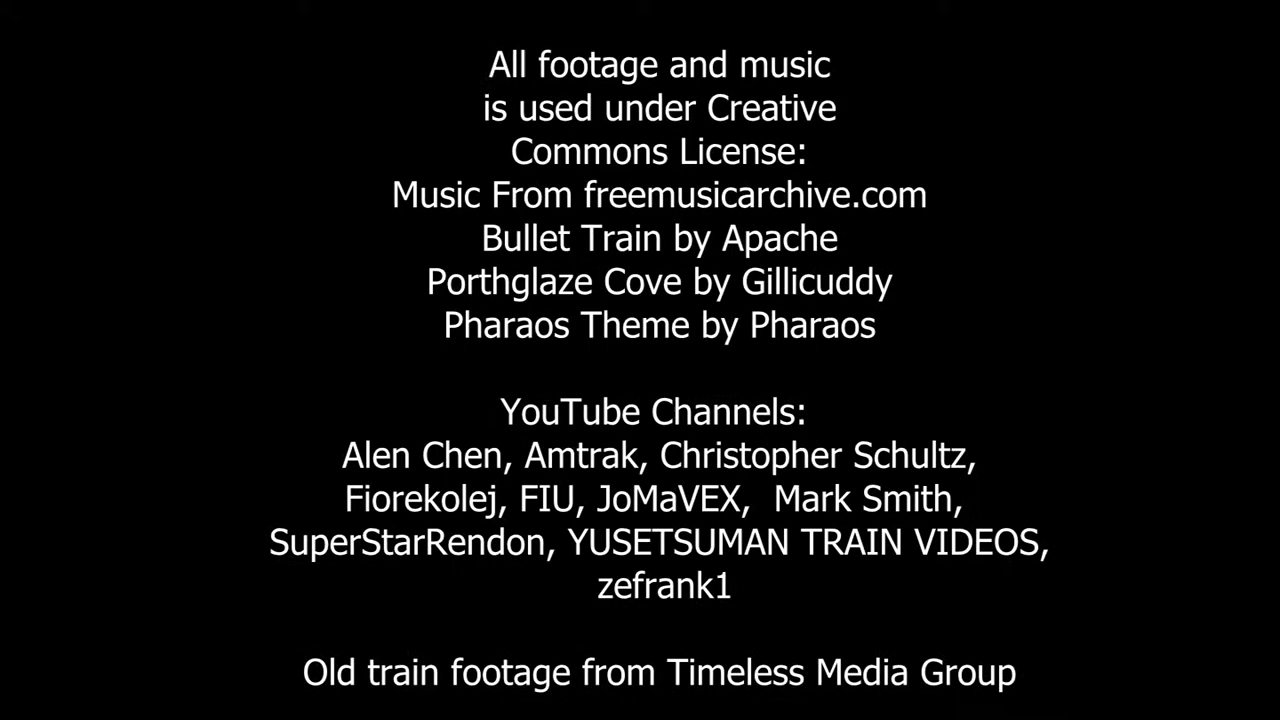 All footage and music
is used under Creative
Commons License:
Music From freemusicarchive.com
Bullet Train by Apache
Porthglaze Cove by Gillicuddy
Pharaos Theme by Pharaos
YouTube Channels:
Alen Chen, Amtrak, Christopher Schultz,
Fiorekolej, FIU, JoMaVEX,  Mark Smith,
SuperStarRendon, YUSETSUMAN TRAIN VIDEOS,
zefrank1
Old train footage from Timeless Media Group